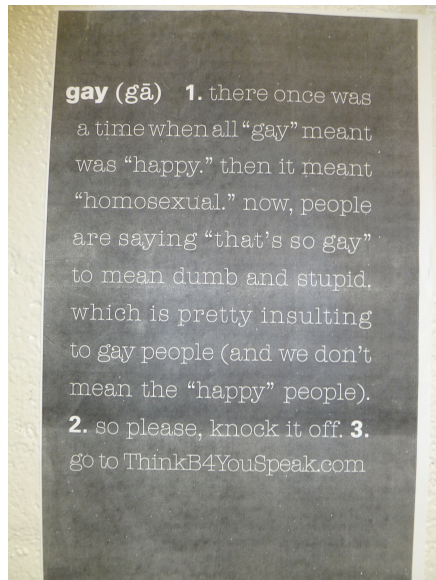 gay (gā) 1. there once was
a time when all “gay” meant
was “happy.” then it meant
“homosexual.” now, people
are saying “that’s so gay”
to mean dumb and stupid.
which is pretty insulting
to gay people (and we don’t
mean the “happy” people).
2. so please, knock it off. 3.
go to ThinkB4YouSpeak.com